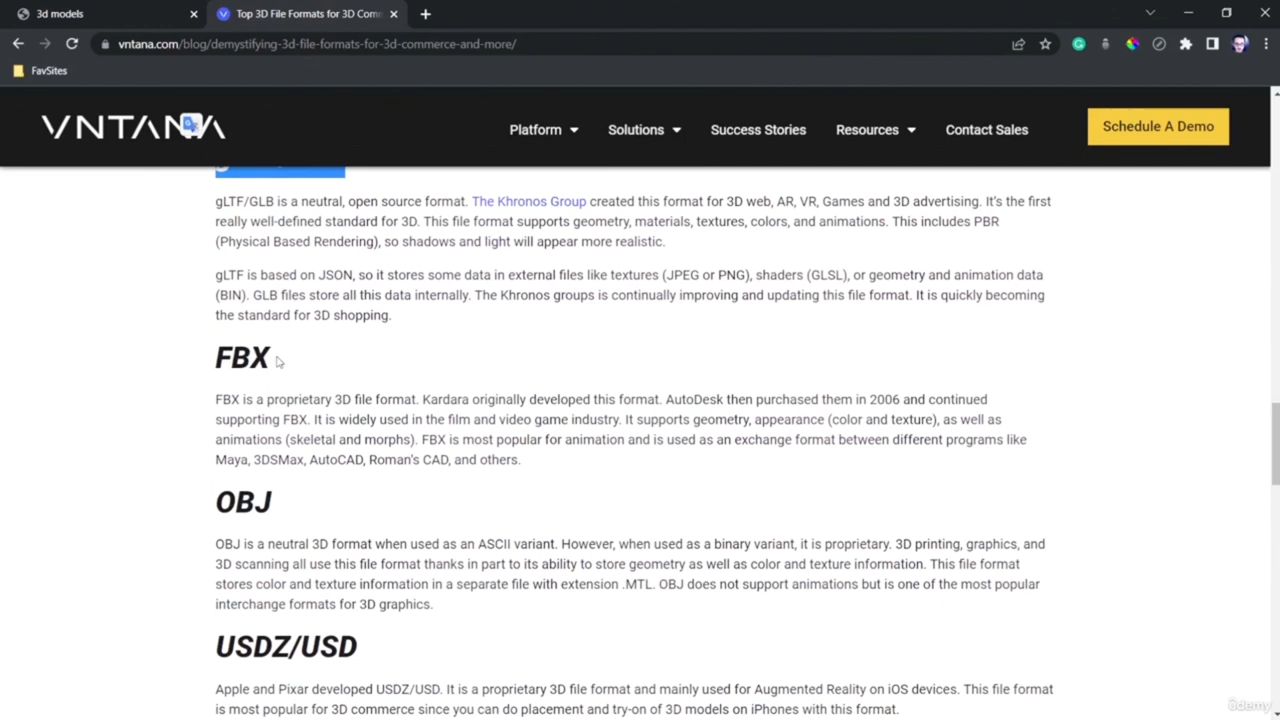 3d models
Top 3D File Formats for 3D Com
vntana.com/blog/demystifying-3d-file-formats-for-3d-commerce-and-more/
FavSites
VNTANA
Platform
Solutions
Success Stories
Resources
Contact Sales
Schedule A Demo
gLTF/GLB is a neutral, open source format. The Khronos Group created this format for 3D web, AR, VR, Games and 3D advertising. It's the first
really well-defined standard for 3D. This file format supports geometry, materials, textures, colors, and animations. This includes PBR
(Physical Based Rendering), so shadows and light will appear more realistic.
gLTF is based on JSON, so it stores some data in external files like textures (JPEG or PNG), shaders (GLSL), or geometry and animation data
(BIN). GLB files store all this data internally. The Khronos groups is continually improving and updating this file format. It is quickly becoming
the standard for 3D shopping.
FBX
FBX is a proprietary 3D file format. Kardara originally developed this format. AutoDesk then purchased them in 2006 and continued
supporting FBX. It is widely used in the film and video game industry. It supports geometry, appearance (color and texture), as well as
animations (skeletal and morphs). FBX is most popular for animation and is used as an exchange format between different programs like
Maya, 3DSMax, AutoCAD, Roman's CAD, and others.
OBJ
OBJ is a neutral 3D format when used as an ASCII variant. However, when used as a binary variant, it is proprietary. 3D printing, graphics, and
3D scanning all use this file format thanks in part to its ability to store geometry as well as color and texture information. This file format
stores color and texture information in a separate file with extension .MTL. OBJ does not support animations but is one of the most popular
interchange formats for 3D graphics.
USDZ/USD
Apple and Pixar developed USDZ/USD. It is a proprietary 3D file format and mainly used for Augmented Reality on iOS devices. This file format
is most popular for 3D commerce since you can do placement and try-on of 3D models on iPhones with this format.
ûdemy